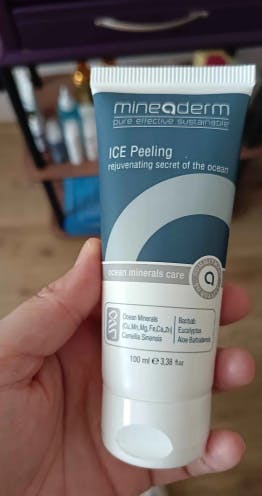 mineaderm
pure effective sustainable
ICE Peeling
rejuvenating secret of the ocean
ocean minerals care
Ocean Minerals
(Cu,Mn,Mg,Fe,Ca,Zn)
Camellia Sinensis
Baobab
Eucalyptus
Aloe Barbadensis
100 ml e 3,38 fl oz